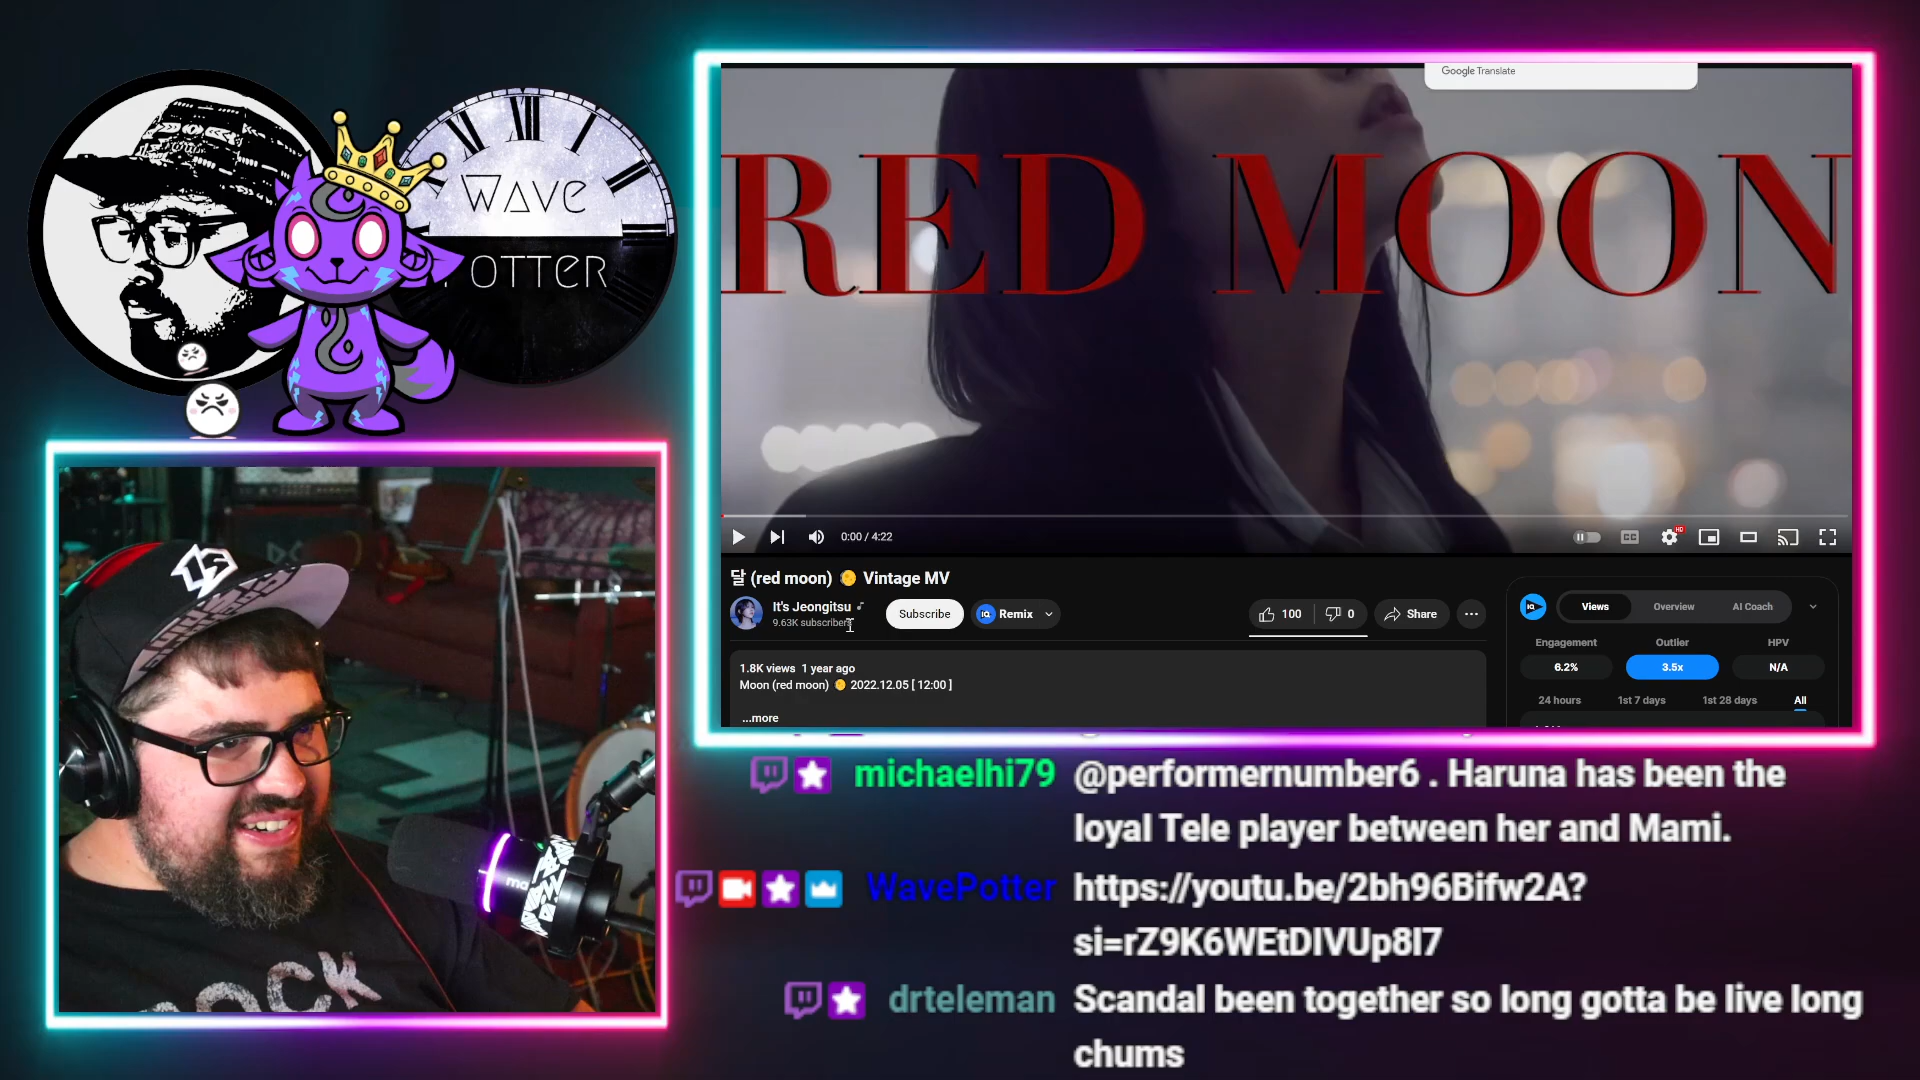 WAVE
POTTER
Google Translate
RED MOON
0:00 / 4:22
CC
HD
달 (red moon) 🌕 Vintage MV
It's Jeongitsu
9.63K subscribers
Subscribe
Remix
100
0
Share
1.8K views 1 year ago
Moon (red moon) 🌕 2022.12.05 [ 12:00 ]
...more
Views
Overview
AI Coach
Engagement
Outlier
HPV
6.2%
3.5x
N/A
24 hours
1st 7 days
1st 28 days
All
michaelhi79 @performernumber6 . Haruna has been the
loyal Tele player between her and Mami.
WavePotter https://youtu.be/2bh96Bifw2A?
si=rZ9K6WEtDIVUp8I7
drteleman Scandal been together so long gotta be live long
chums